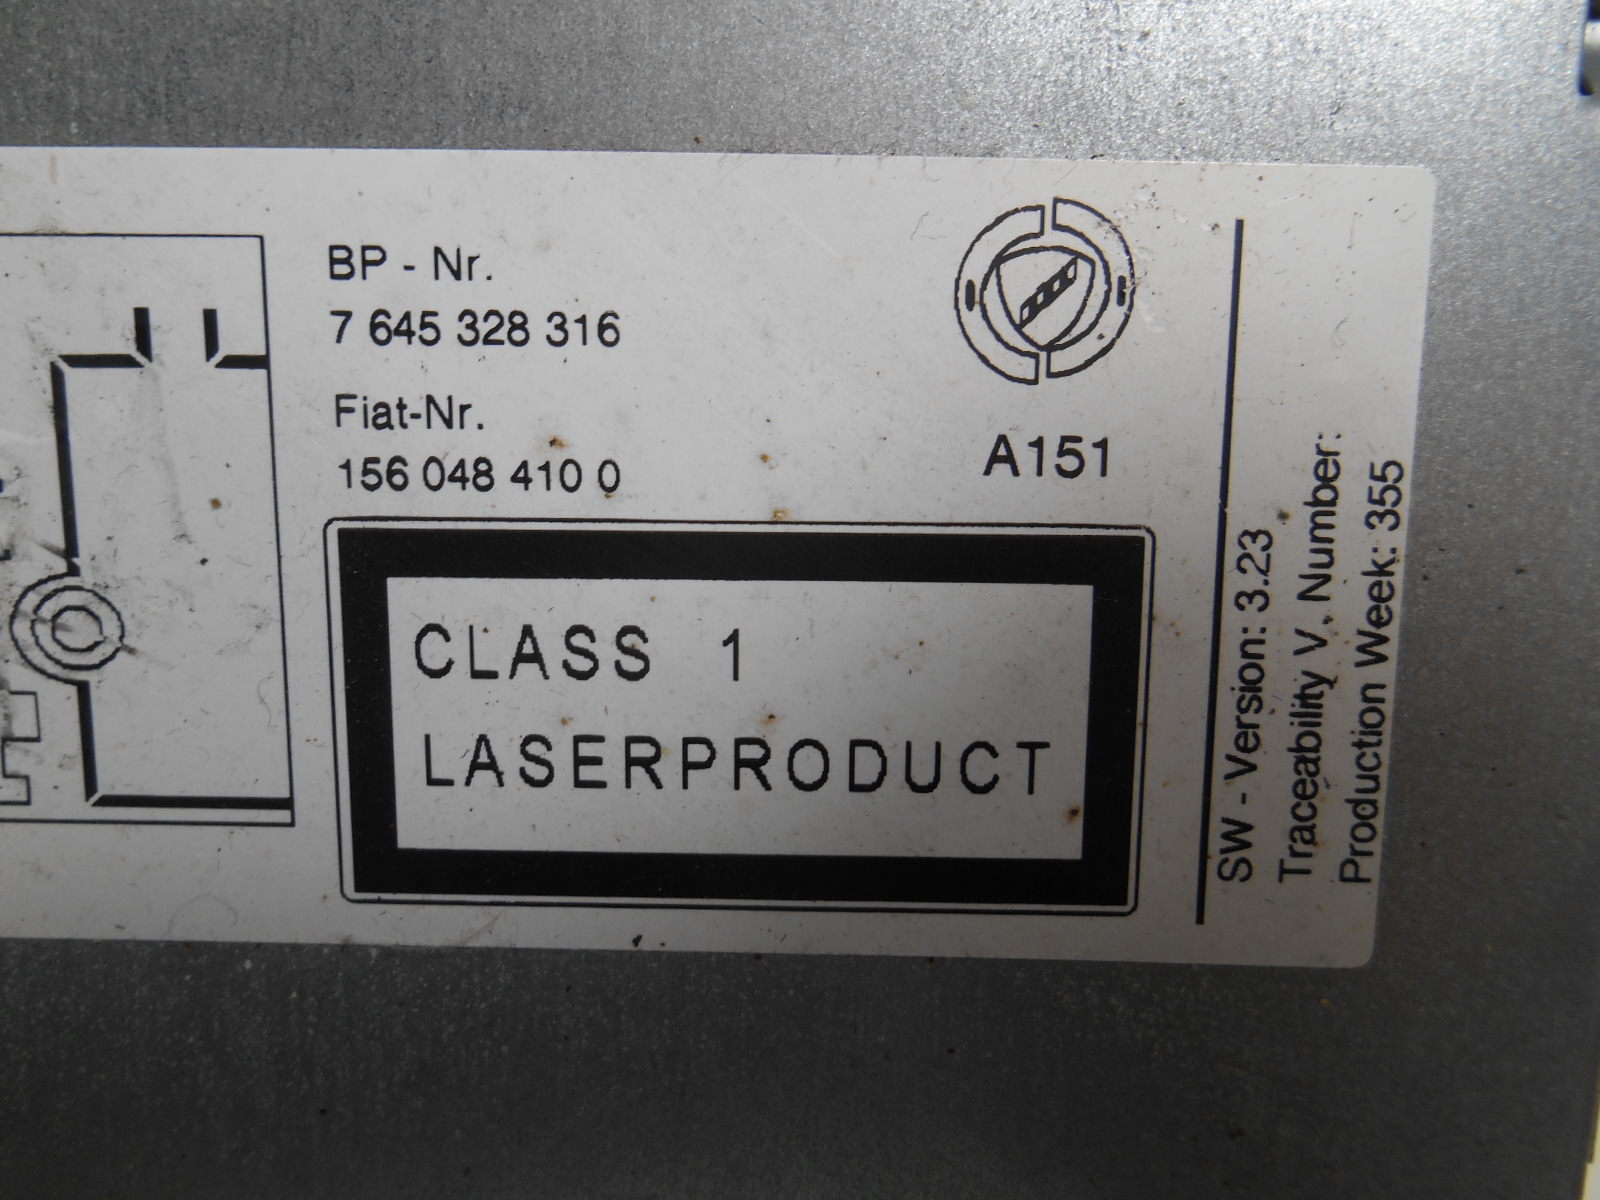 BP - Nr.
7 645 328 316
Fiat-Nr.
156 048 410 0
A151
CLASS 1
LASERPRODUCT
SW - Version: 3.23
Traceability V. Number:
Production Week: 355